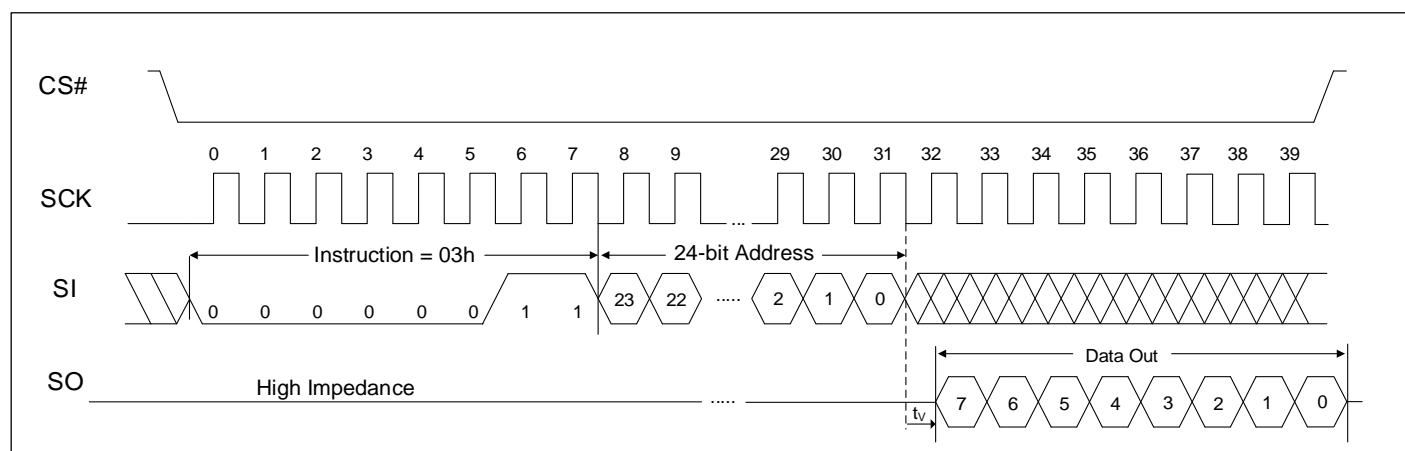 CS#
0 1 2 3 4 5 6 7 8 9 29 30 31 32 33 34 35 36 37 38 39
SCK ...
Instruction = 03h 24-bit Address
SI 0 0 0 0 0 0 1 1 23 22 ..... 2 1 0
Data Out
SO High Impedance ..... tV 7 6 5 4 3 2 1 0